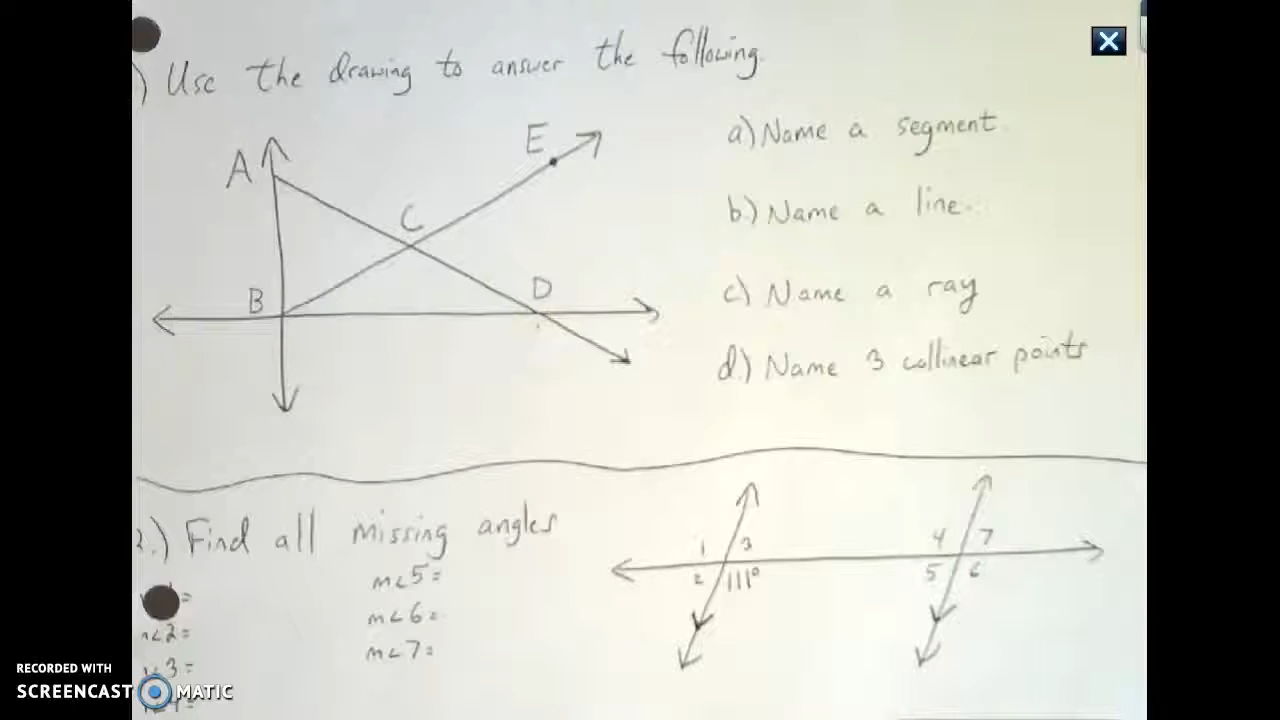 ) Use the drawing to answer the following.
a) Name a segment.
A
E
C
b.) Name a line.
B
D
c.) Name a ray
d.) Name 3 collinear points
2.) Find all missing angles
1 3
4 7
2 111°
5 6
m<5=
=
m<6=
<2=
m<7=
<3=
RECORDED WITH
SCREENCAST MATIC